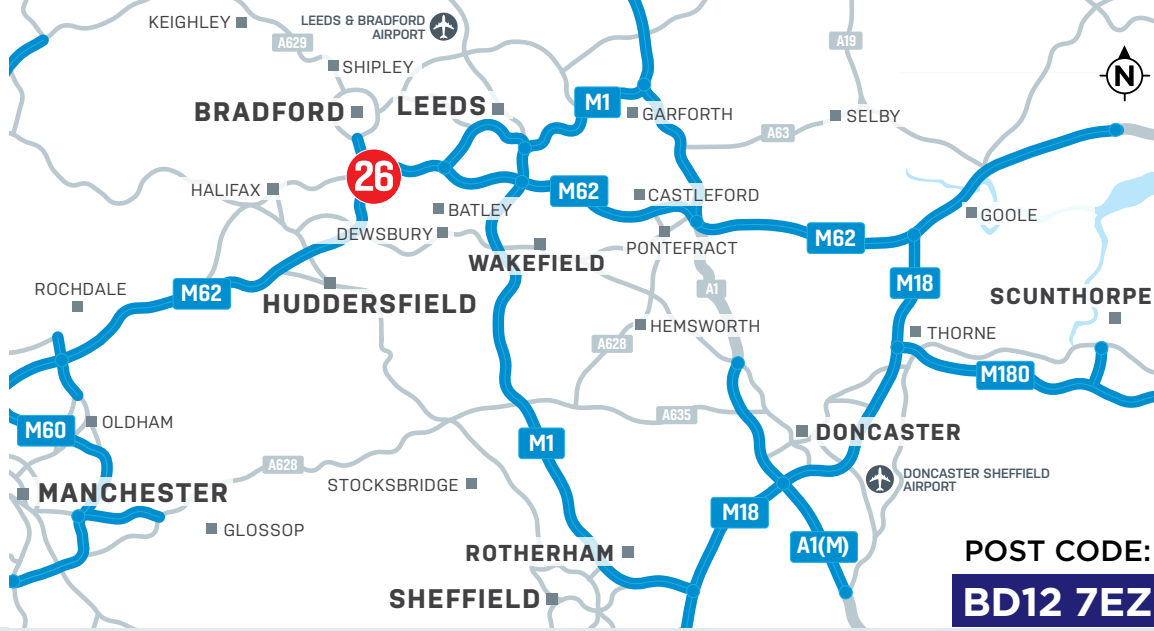 KEIGHLEY
LEEDS & BRADFORD
AIRPORT
A629
A19
SHIPLEY
N
BRADFORD
LEEDS
M1
GARFORTH
SELBY
A63
26
HALIFAX
M62
CASTLEFORD
BATLEY
GOOLE
DEWSBURY
M62
PONTEFRACT
WAKEFIELD
M18
ROCHDALE
M62
A1
HUDDERSFIELD
SCUNTHORPE
HEMSWORTH
THORNE
A628
M180
A635
OLDHAM
M60
DONCASTER
M1
A628
DONCASTER SHEFFIELD
AIRPORT
STOCKSBRIDGE
MANCHESTER
M18
GLOSSOP
A1(M)
ROTHERHAM
POST CODE:
SHEFFIELD
BD12 7EZ